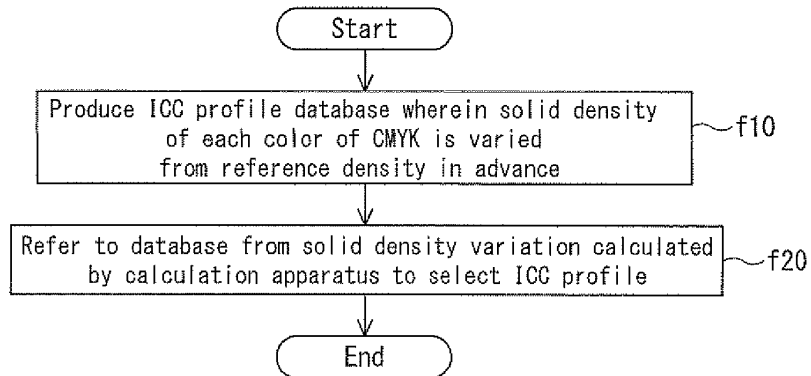 Start
Produce ICC profile database wherein solid density
of each color of CMYK is varied
from reference density in advance
f10
Refer to database from solid density variation calculated
by calculation apparatus to select ICC profile
f20
End